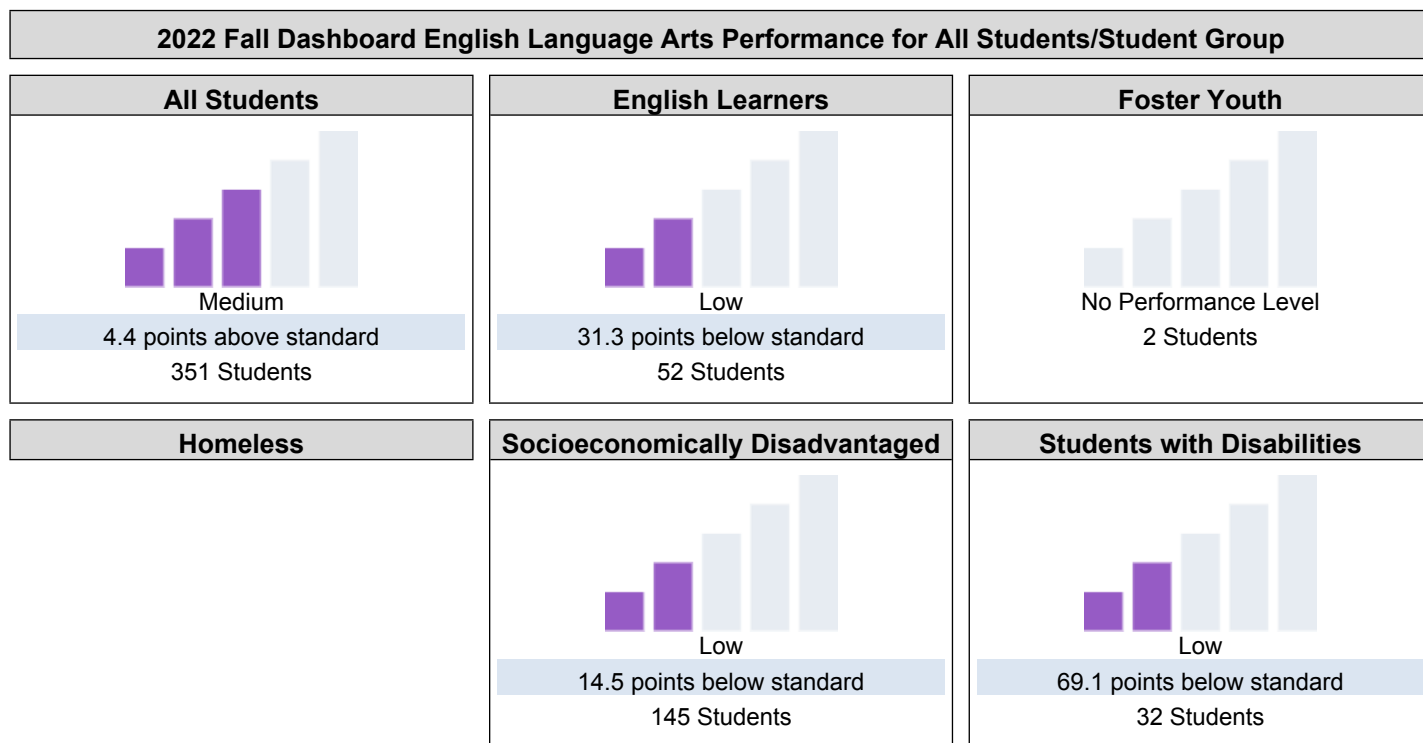 2022 Fall Dashboard English Language Arts Performance for All Students/Student Group
All Students
Medium
4.4 points above standard
351 Students
English Learners
Low
31.3 points below standard
52 Students
Foster Youth
No Performance Level
2 Students
Homeless
Socioeconomically Disadvantaged
Low
14.5 points below standard
145 Students
Students with Disabilities
Low
69.1 points below standard
32 Students